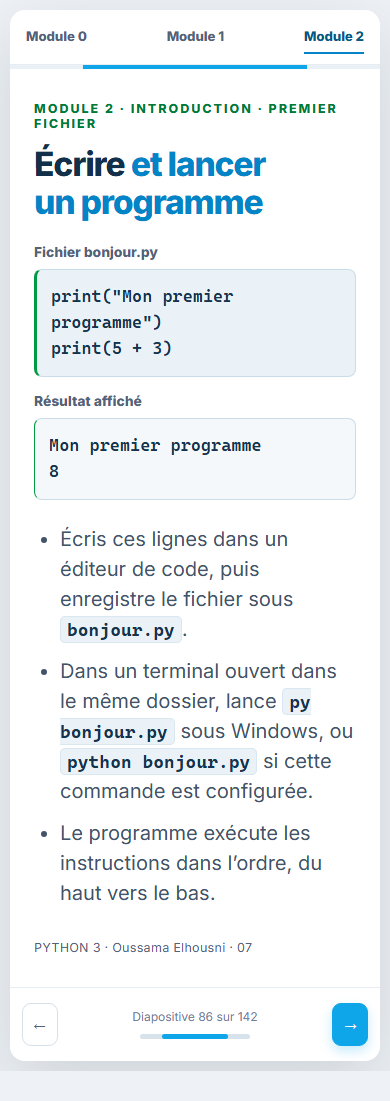 Module 0
Module 1
Module 2
MODULE 2 · INTRODUCTION · PREMIER
FICHIER
Écrire et lancer
un programme
Fichier bonjour.py
print("Mon premier
programme")
print(5 + 3)
Résultat affiché
Mon premier programme
8
• Écris ces lignes dans un
éditeur de code, puis
enregistre le fichier sous
bonjour.py.
• Dans un terminal ouvert dans
le même dossier, lance py
bonjour.py sous Windows, ou
python bonjour.py si cette
commande est configurée.
• Le programme exécute les
instructions dans l’ordre, du
haut vers le bas.
PYTHON 3 · Oussama Elhousni · 07
←
Diapositive 86 sur 142
→